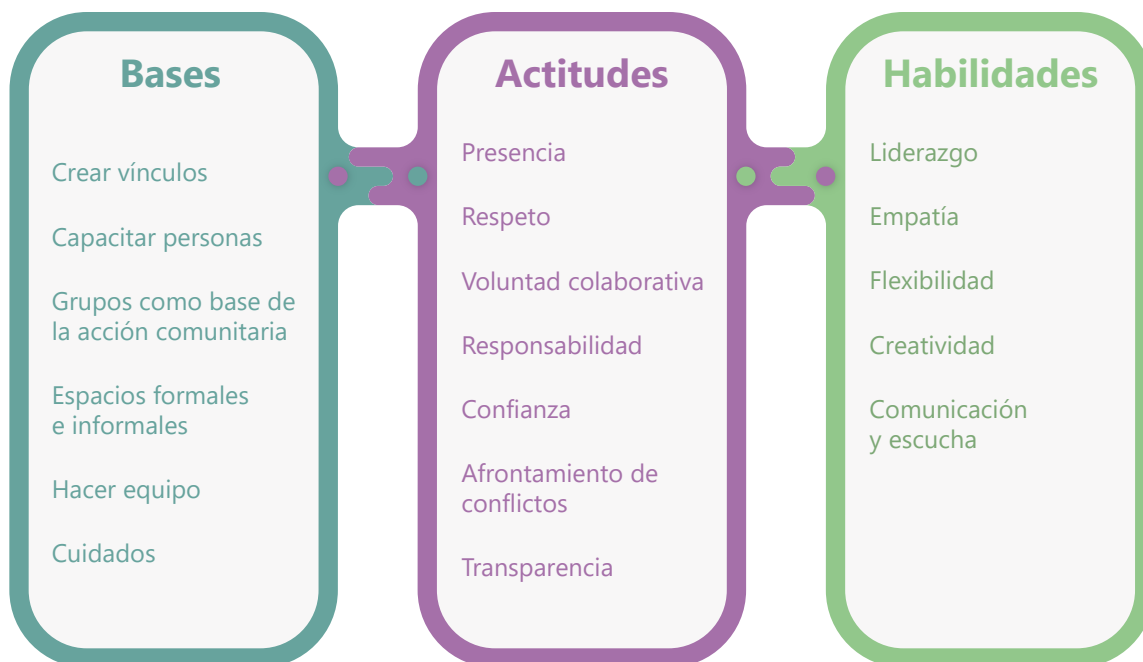 Bases
Crear vínculos
Capacitar personas
Grupos como base de
la acción comunitaria
Espacios formales
e informales
Hacer equipo
Cuidados
Actitudes
Presencia
Respeto
Voluntad colaborativa
Responsabilidad
Confianza
Afrontamiento de
conflictos
Transparencia
Habilidades
Liderazgo
Empatía
Flexibilidad
Creatividad
Comunicación
y escucha